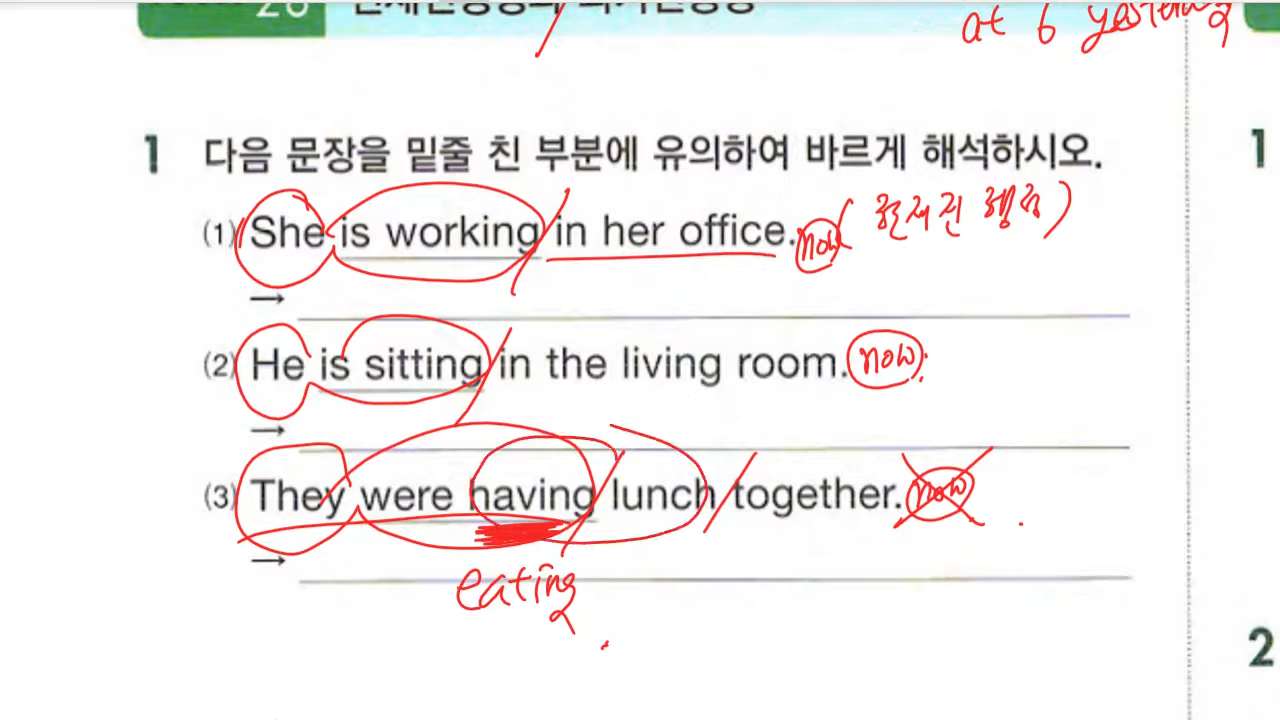 at 6
1 다음 문장을 밑줄 친 부분에 유의하여 바르게 해석하시오. 1
(1) She is working in her office. now (현재진행형)
→
(2) He is sitting in the living room. now.
→
(3) They were having lunch together. now
→
eating
2